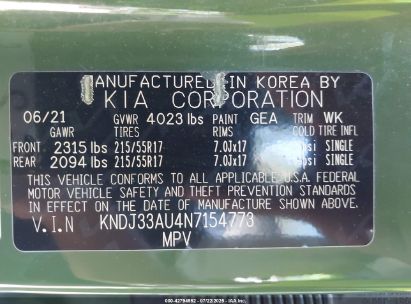 MANUFACTURED IN KOREA BY
KIA CORPORATION
06/21 GVWR 4023 lbs PAINT GEA TRIM WK
GAWR TIRES RIMS COLD TIRE INFL
FRONT 2315 lbs 215/55R17 7.0Jx17 psi SINGLE
REAR 2094 lbs 215/55R17 7.0Jx17 psi SINGLE
THIS VEHICLE CONFORMS TO ALL APPLICABLE U.S.A. FEDERAL
MOTOR VEHICLE SAFETY AND THEFT PREVENTION STANDARDS
IN EFFECT ON THE DATE OF MANUFACTURE SHOWN ABOVE.
V.I.N KNDJ33AU4N7154773
MPV